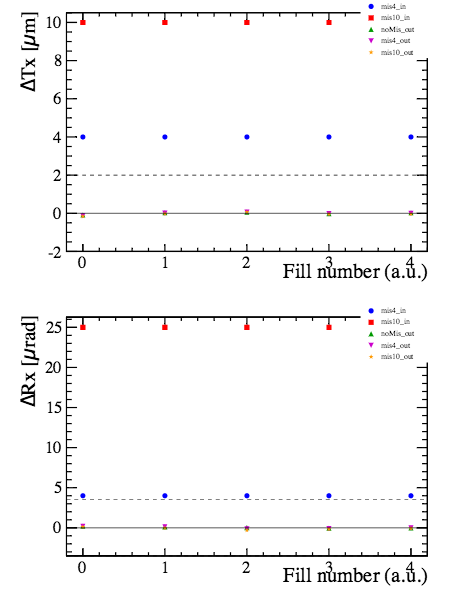 mis4_in
mis10_in
noMis_out
mis4_out
mis10_out
ΔTx [μm]
10
8
6
4
2
0
-2
0 1 2 3 4
Fill number (a.u.)
mis4_in
mis10_in
noMis_out
mis4_out
mis10_out
ΔRx [μrad]
25
20
15
10
5
0
0 1 2 3 4
Fill number (a.u.)